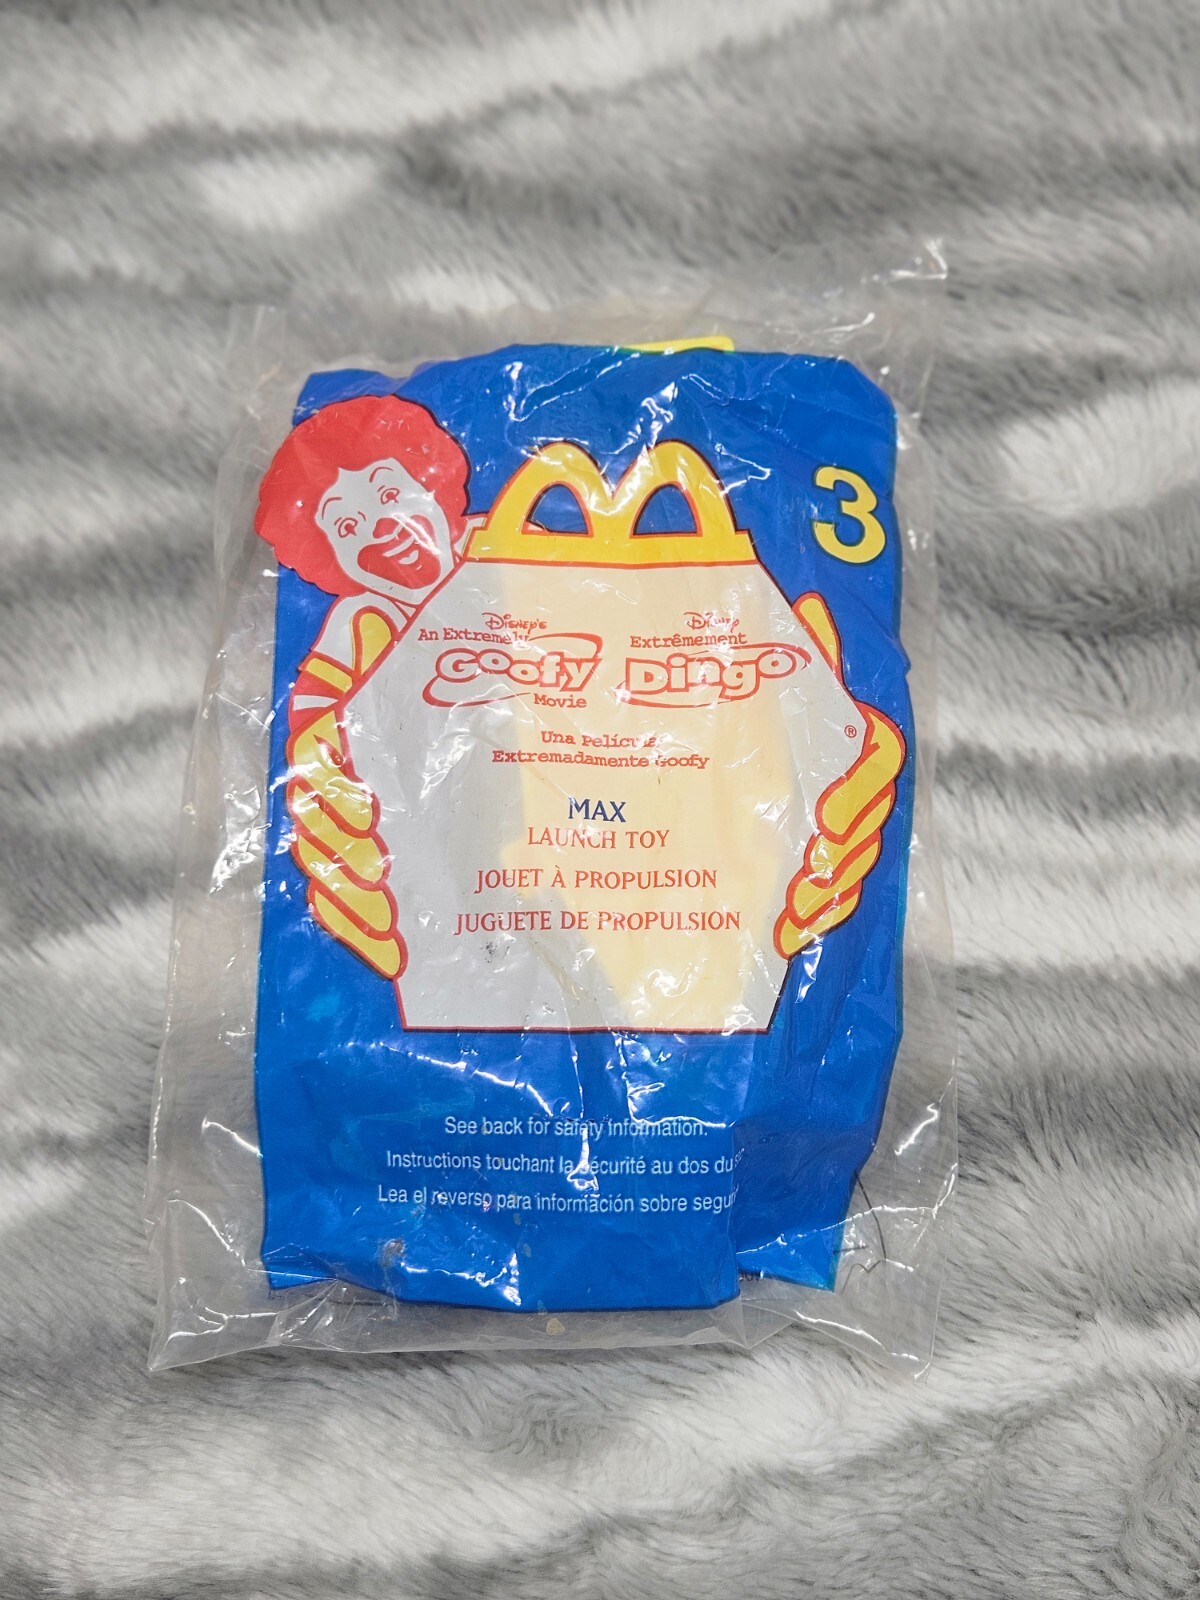 3
Disney's
An Extremely
Goofy
Movie
Disney
Extrêmement
Dingo
®
Una Película
Extremadamente Goofy
MAX
LAUNCH TOY
JOUET À PROPULSION
JUGUETE DE PROPULSION
See back for safety information.
Instructions touchant la sécurité au dos du
Lea el reverso para información sobre